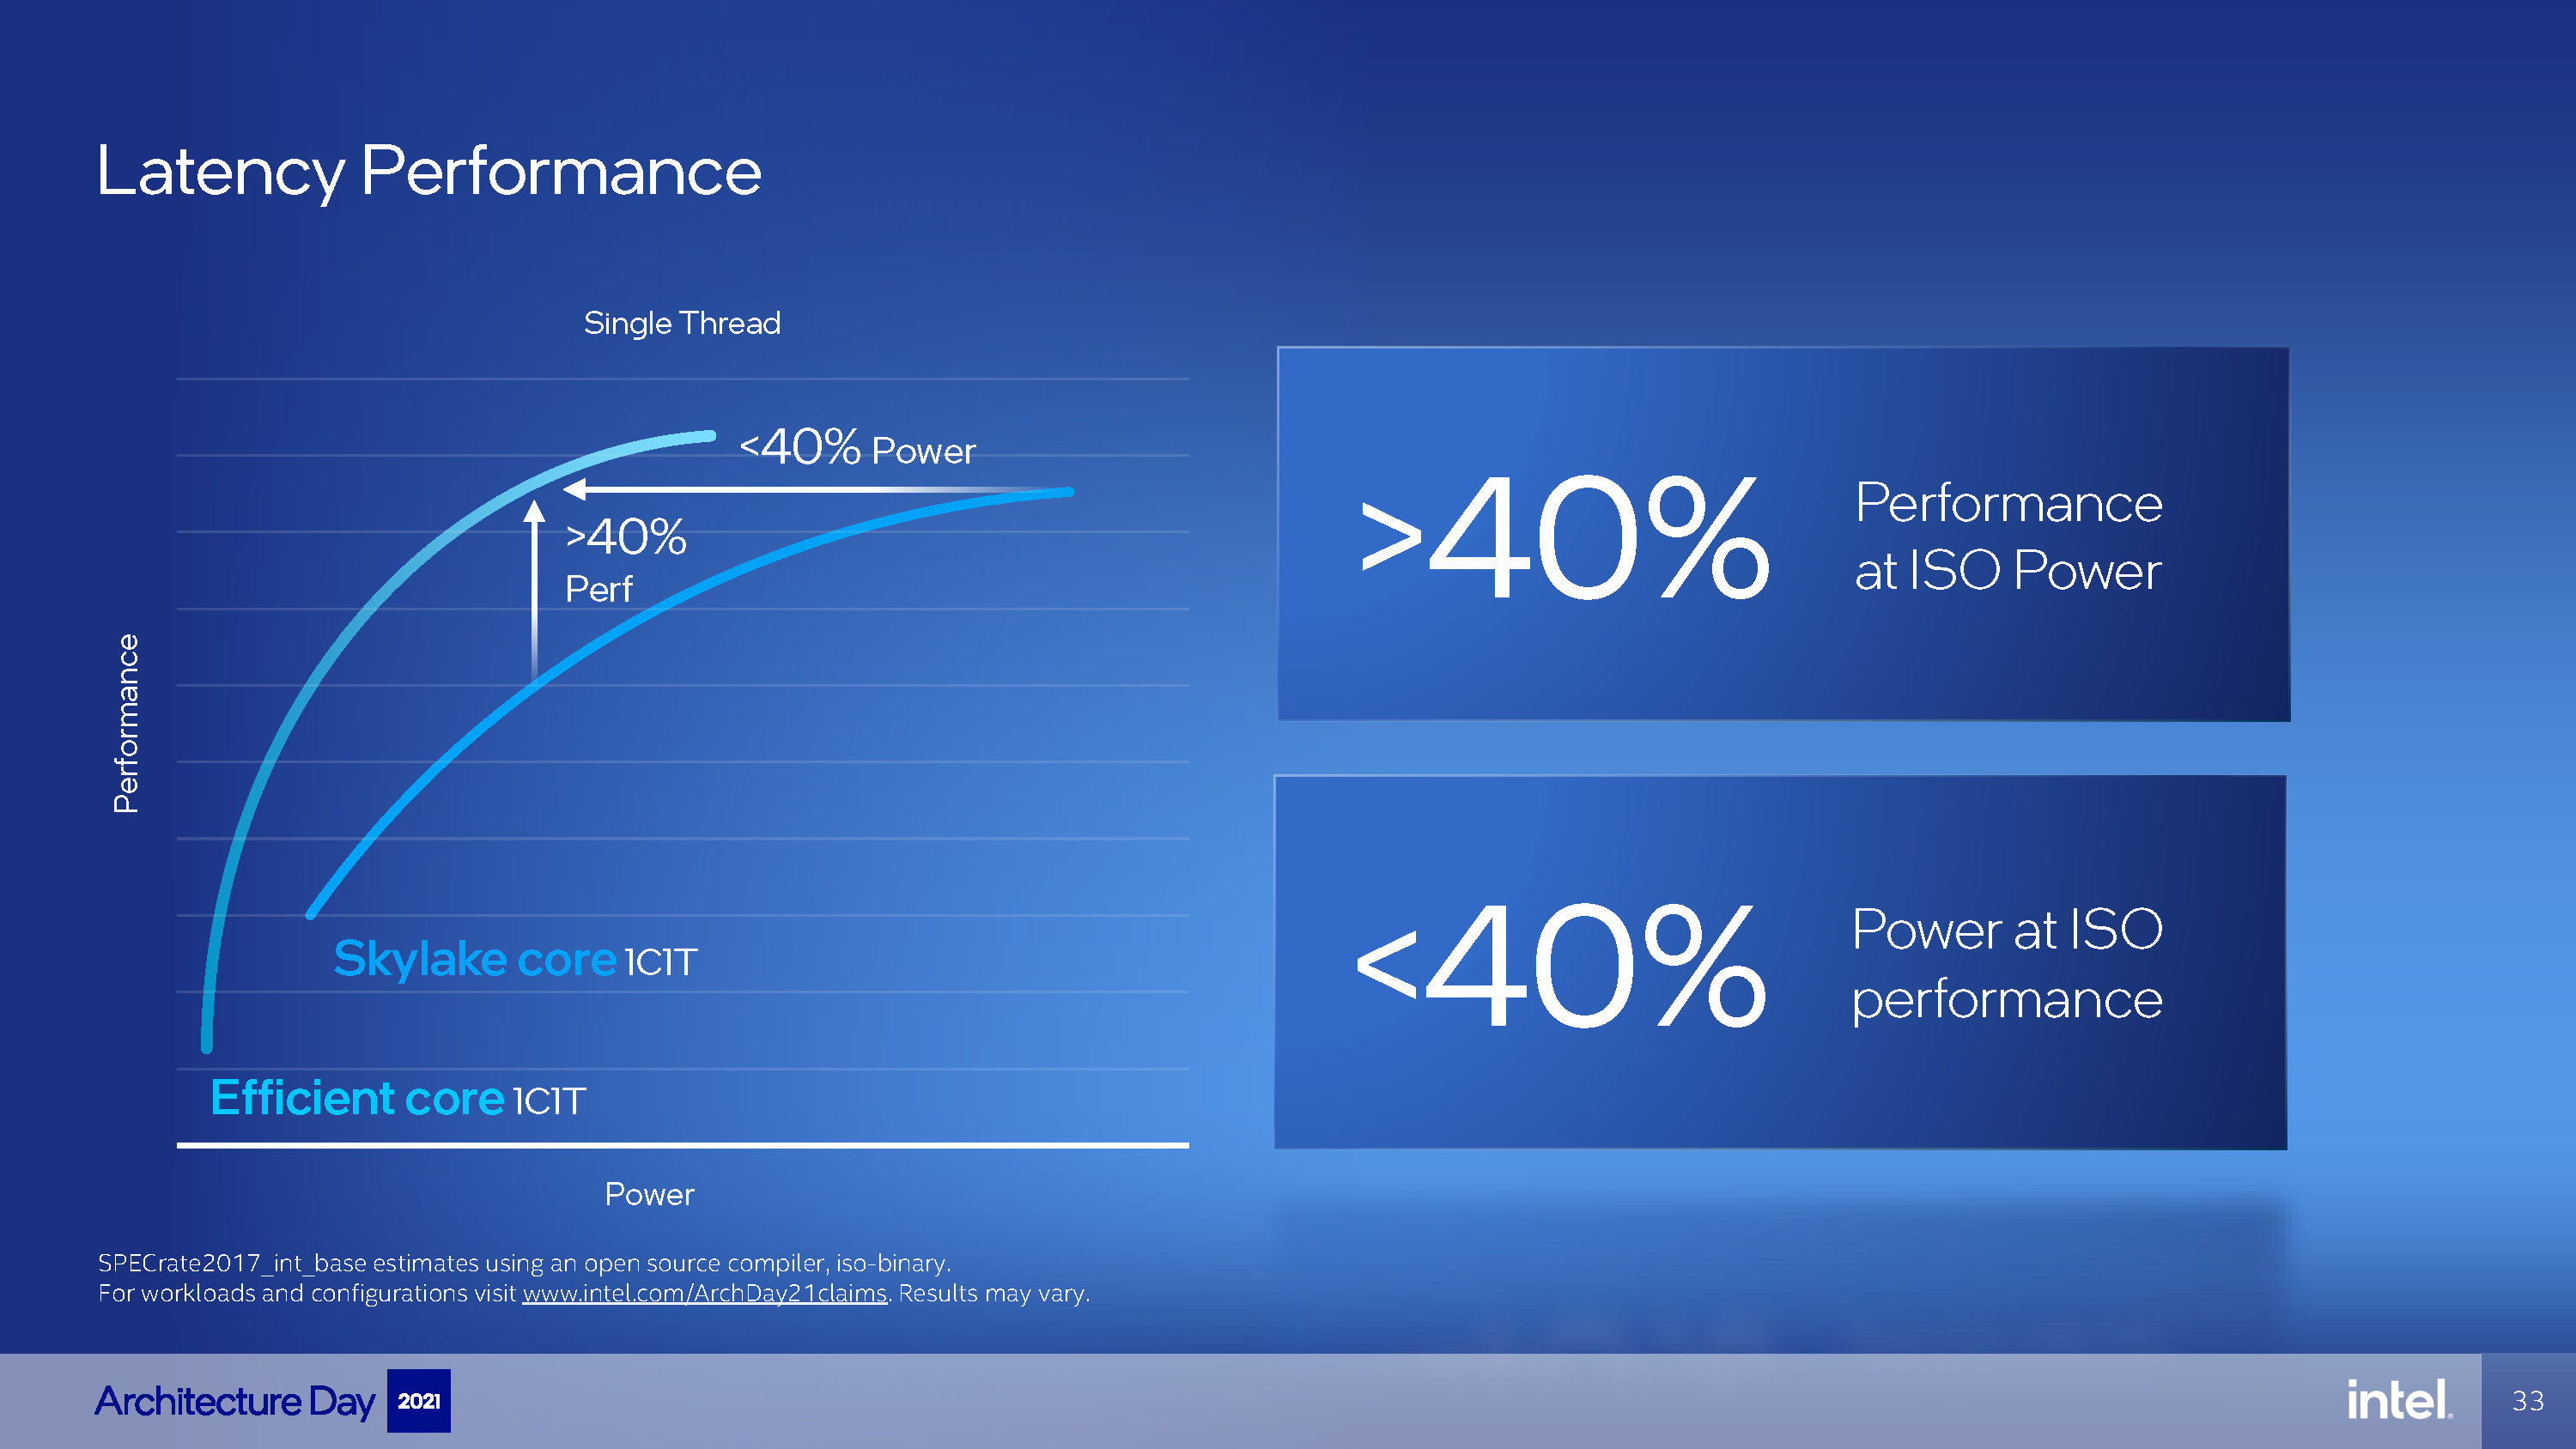 Latency Performance
Single Thread
<40% Power
>40%
Perf
Performance
Skylake core 1C1T
Efficient core 1C1T
Power
>40%
Performance
at ISO Power
<40%
Power at ISO
performance
SPECrate2017_int_base estimates using an open source compiler, iso-binary.
For workloads and configurations visit www.intel.com/ArchDay21claims. Results may vary.
Architecture Day 2021
intel.
33